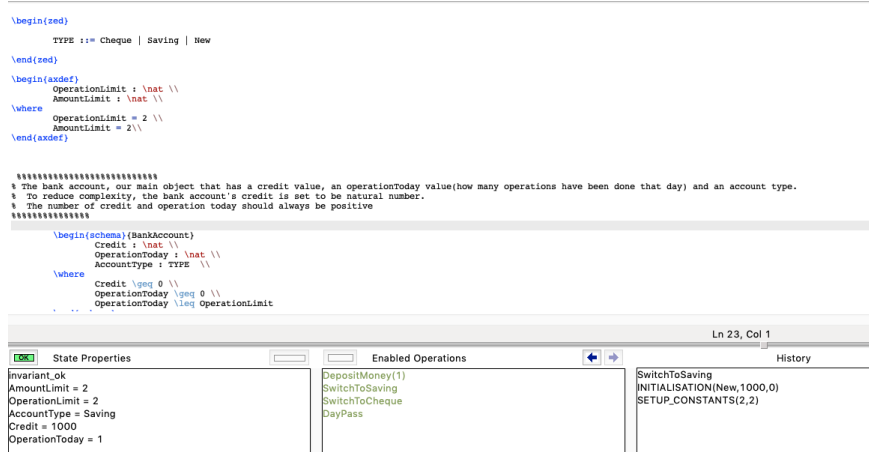 \begin{zed}
TYPE ::= Cheque | Saving | New
\end{zed}
\begin{axdef}
OperationLimit : \nat \\
AmountLimit : \nat \\
\where
OperationLimit = 2 \\
AmountLimit = 2\\
\end{axdef}
%%%%%%%%%%%%%%%%%%%%%%%%%%%
% The bank account, our main object that has a credit value, an operationToday value(how many operations have been done that day) and an account type.
% To reduce complexity, the bank account's credit is set to be natural number.
% The number of credit and operation today should always be positive
%%%%%%%%%%%%%%%
\begin{schema}{BankAccount}
Credit : \nat \\
OperationToday : \nat \\
AccountType : TYPE \\
\where
Credit \geq 0 \\
OperationToday \geq 0 \\
OperationToday \leq OperationLimit
Ln 23, Col 1
OK State Properties Enabled Operations History
invariant_ok
AmountLimit = 2
OperationLimit = 2
AccountType = Saving
Credit = 1000
OperationToday = 1
DepositMoney(1)
SwitchToSaving
SwitchToCheque
DayPass
SwitchToSaving
INITIALISATION(New,1000,0)
SETUP_CONSTANTS(2,2)